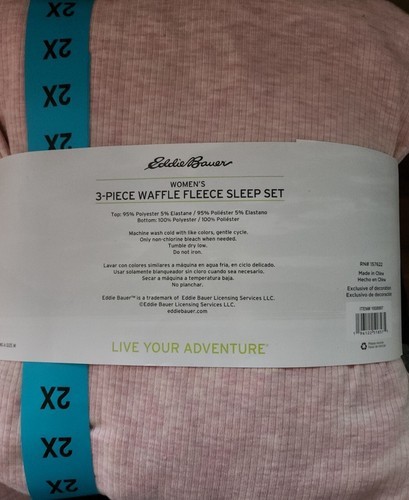 2X
2X
2X
2X
Eddie Bauer
WOMEN'S
3-PIECE WAFFLE FLEECE SLEEP SET
Top: 95% Polyester 5% Elastane / 95% Poliéster 5% Elastano
Bottom: 100% Polyester / 100% Poliéster
Machine wash cold with like colors, gentle cycle.
Only non-chlorine bleach when needed.
Tumble dry low.
Do not iron.
Lavar con colores similares a máquina en agua fría, en ciclo delicado.
Usar solamente blanqueador sin cloro cuando sea necesario.
Secar a máquina a temperatura baja.
No planchar.
Eddie Bauer™ is a trademark of Eddie Bauer Licensing Services LLC.
©Eddie Bauer Licensing Services LLC.
eddiebauer.com
RN# 157622
Made in China
Hecho en China
Exclusive of decoration
Exclusivo de decoración
LIVE YOUR ADVENTURE™
2X
2X
2X